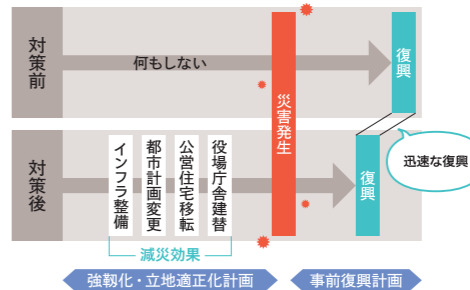 対策前
何もしない
災害発生
復興
対策後
インフラ整備
都市計画変更
公営住宅移転
役場庁舎建替
復興
迅速な復興
減災効果
強靱化・立地適正化計画
事前復興計画